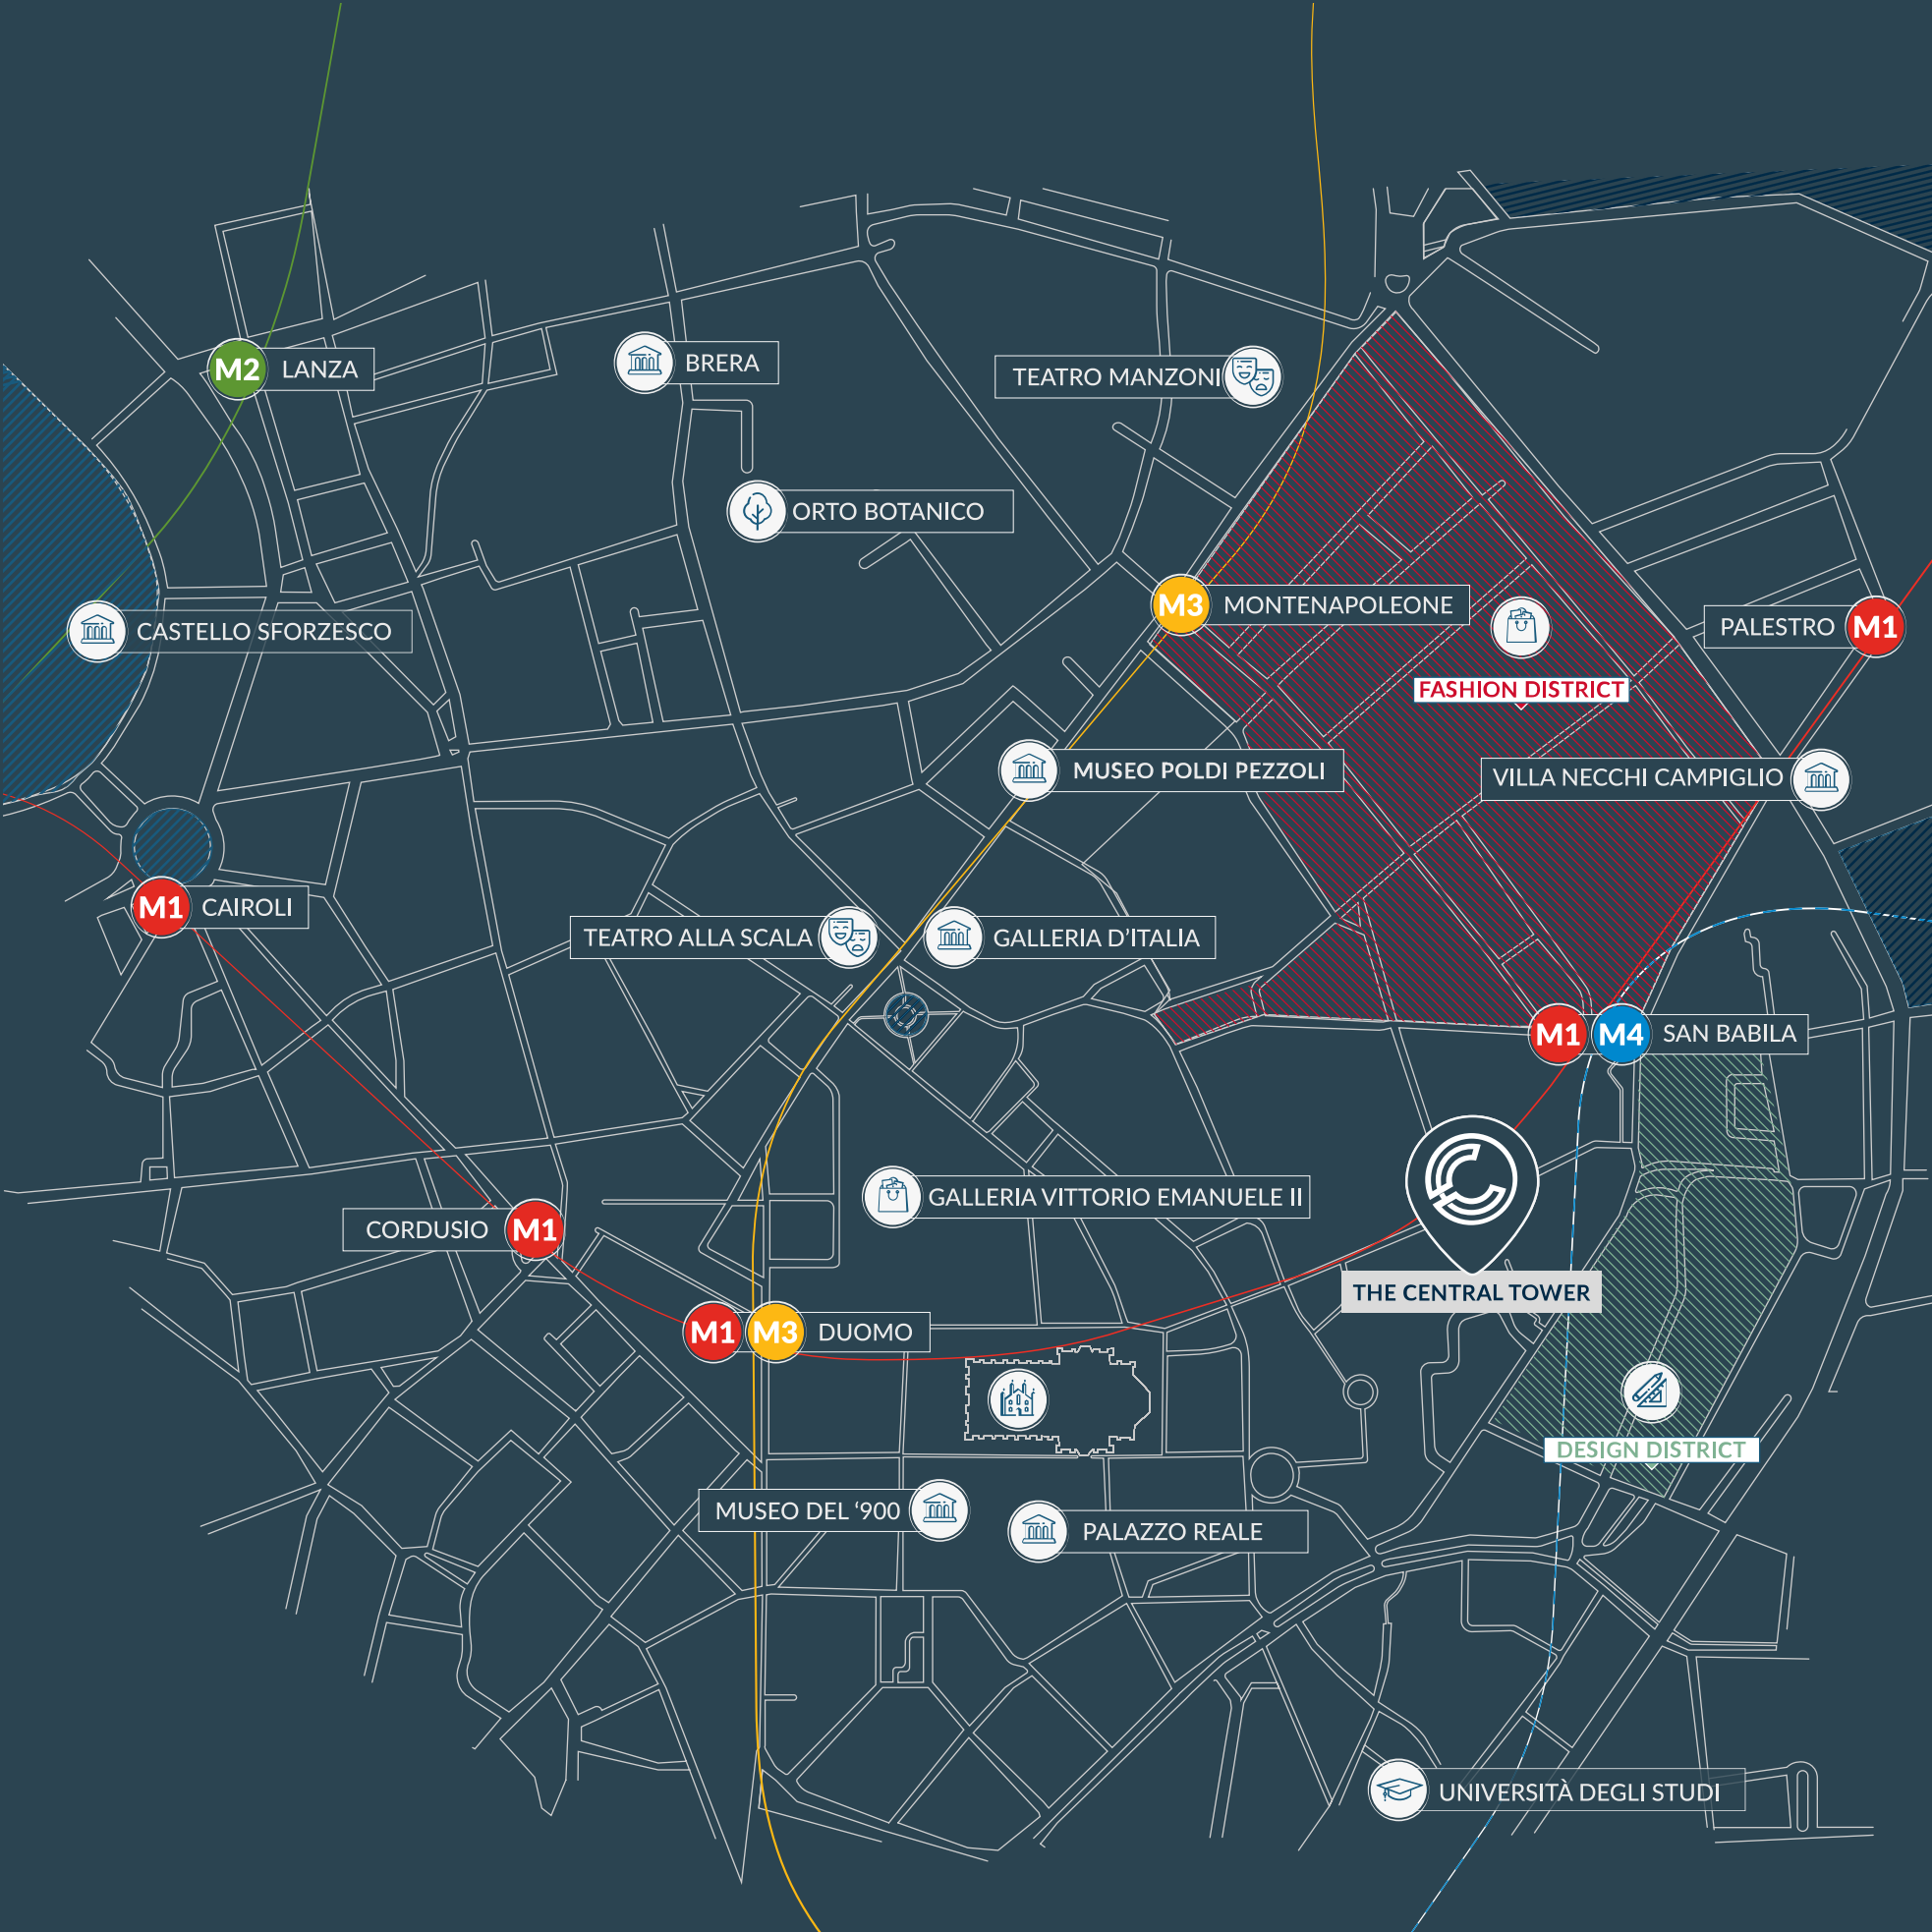 BRERA
M2 LANZA
TEATRO MANZONI
ORTO BOTANICO
M3 MONTENAPOLEONE
CASTELLO SFORZESCO
PALESTRO M1
FASHION DISTRICT
MUSEO POLDI PEZZOLI
VILLA NECCHI CAMPIGLIO
M1 CAIROLI
TEATRO ALLA SCALA
GALLERIA D’ITALIA
M1 M4 SAN BABILA
GALLERIA VITTORIO EMANUELE II
CORDUSIO M1
THE CENTRAL TOWER
M1 M3 DUOMO
DESIGN DISTRICT
MUSEO DEL ‘900
PALAZZO REALE
UNIVERSITÀ DEGLI STUDI